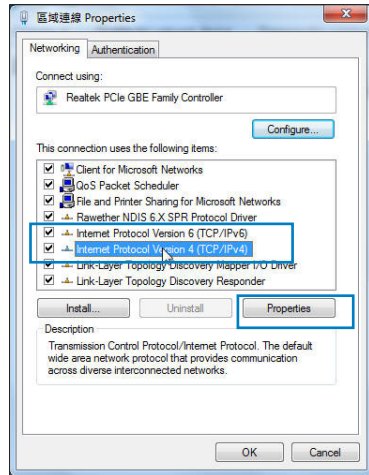 區域連線 Properties
Networking Authentication
Connect using:
Realtek PCIe GBE Family Controller
Configure...
This connection uses the following items:
Client for Microsoft Networks
QoS Packet Scheduler
File and Printer Sharing for Microsoft Networks
Rawether NDIS 6.X SPR Protocol Driver
Internet Protocol Version 6 (TCP/IPv6)
Internet Protocol Version 4 (TCP/IPv4)
Link-Layer Topology Discovery Mapper I/O Driver
Link-Layer Topology Discovery Responder
Install... Uninstall Properties
Description
Transmission Control Protocol/Internet Protocol. The default
wide area network protocol that provides communication
across diverse interconnected networks.
OK Cancel